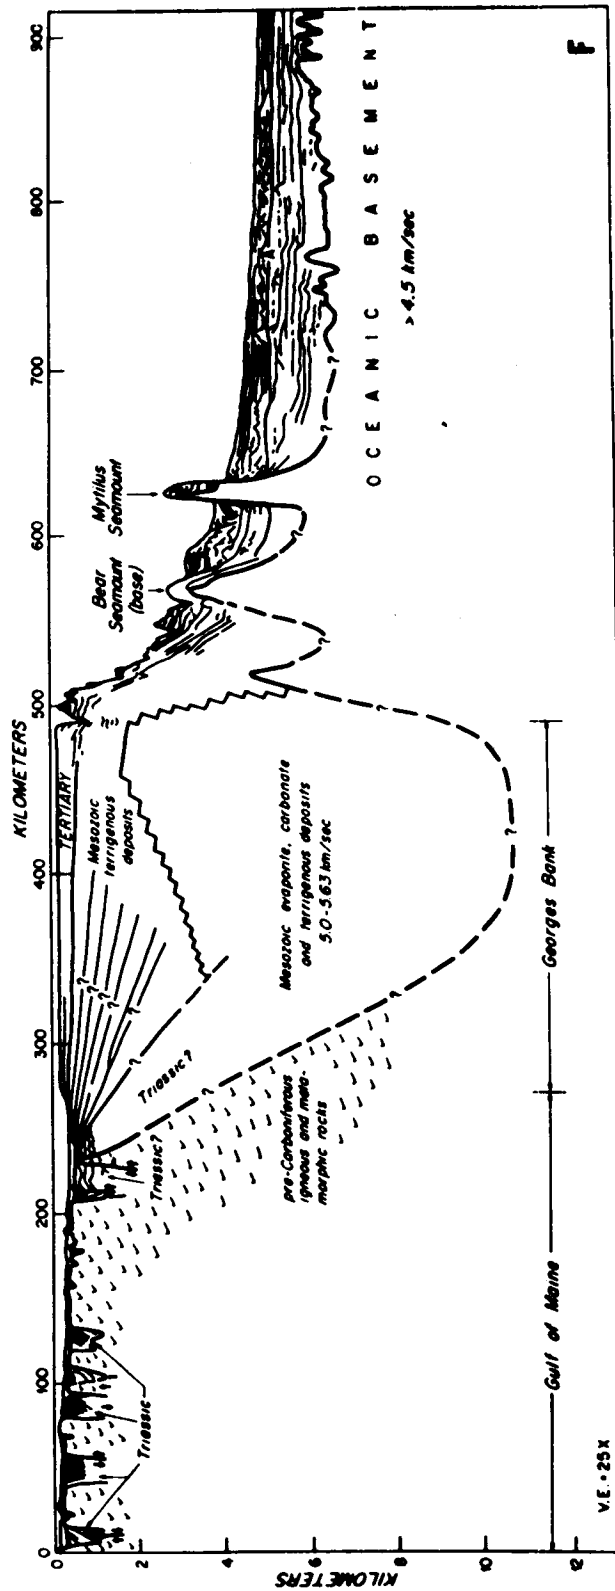 KILOMETERS
0 100 200 300 400 500 600 700 800 900
Bear
Seamount
(base)
Mytilus
Seamount
TERTIARY
Mesozoic
terrigenous
deposits
?
?
?
?
?
?
Triassic
Triassic?
Triassic?
Mesozoic evaporite, carbonate
and terrigenous deposits
5.0-5.63 km/sec
pre-Carboniferous
igneous and meta-
morphic rocks
?
?
?
?
?
?
?
?
OCEANIC BASEMENT
>4.5 km/sec
F
Gulf of Maine
Georges Bank
V.E. = 25X
KILOMETERS
0
2
4
6
8
10
12